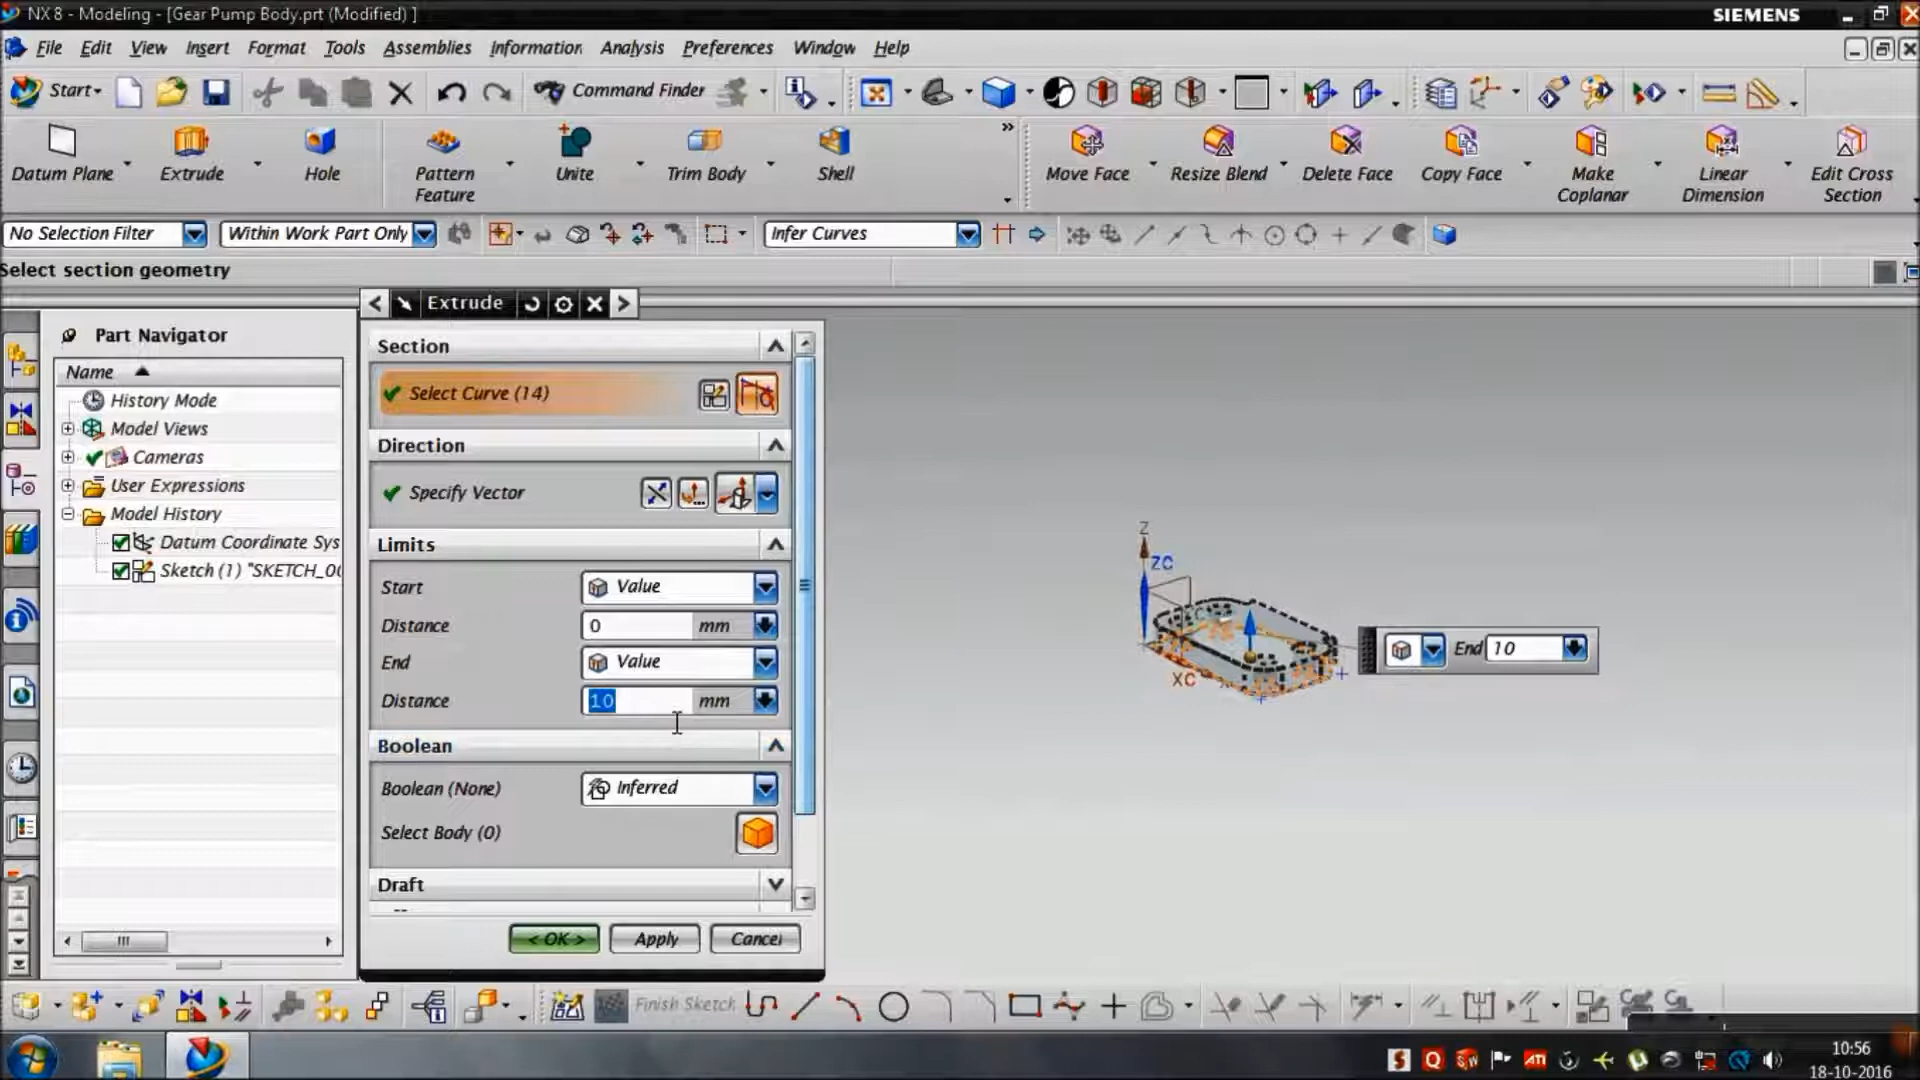 NX 8 - Modeling - [Gear Pump Body.prt (Modified) ]
SIEMENS
File Edit View Insert Format Tools Assemblies Information Analysis Preferences Window Help
Start
Command Finder
Datum Plane
Extrude
Hole
Pattern Feature
Unite
Trim Body
Shell
Move Face
Resize Blend
Delete Face
Copy Face
Make Coplanar
Linear Dimension
Edit Cross Section
No Selection Filter
Within Work Part Only
Infer Curves
Select section geometry
Part Navigator
Name
History Mode
Model Views
Cameras
User Expressions
Model History
Datum Coordinate Sys
Sketch (1) "SKETCH_00
Extrude
Section
Select Curve (14)
Direction
Specify Vector
Limits
Start Value
Distance 0 mm
End Value
Distance 10 mm
Boolean
Boolean (None) Inferred
Select Body (0)
Draft
< OK > Apply Cancel
Z
ZC
XC
End 10
Finish Sketch
10:56
18-10-2016